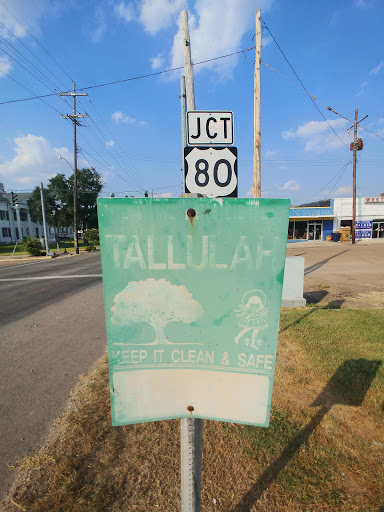 JCT
80
TALLULAH
KEEP IT CLEAN & SAFE